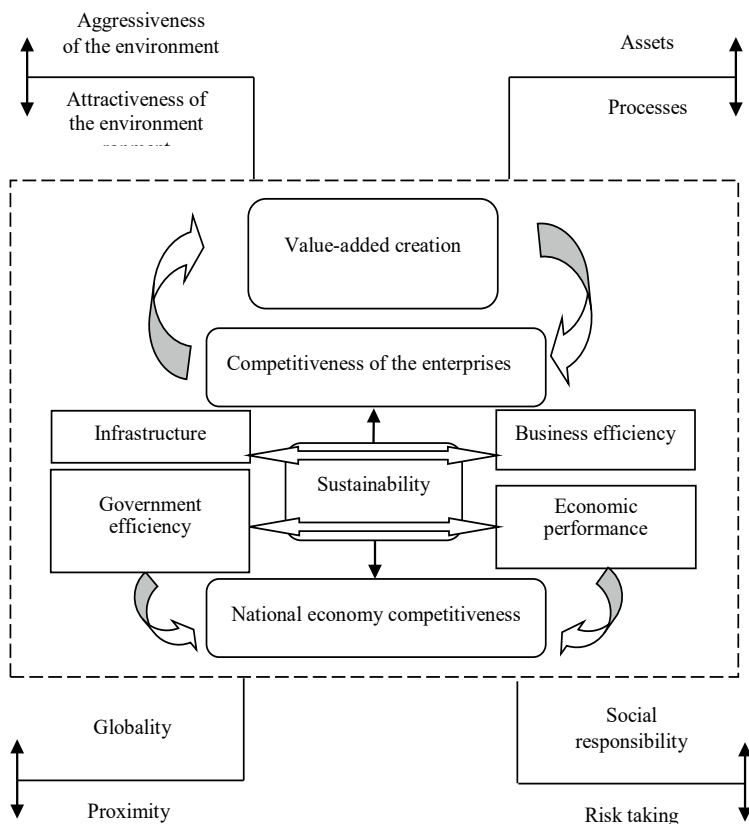 Aggressiveness
of the environment
Attractiveness of
the environment
Assets
Processes
Value-added creation
Competitiveness of the enterprises
Infrastructure
Business efficiency
Sustainability
Government
efficiency
Economic
performance
National economy competitiveness
Globality
Proximity
Social
responsibility
Risk taking